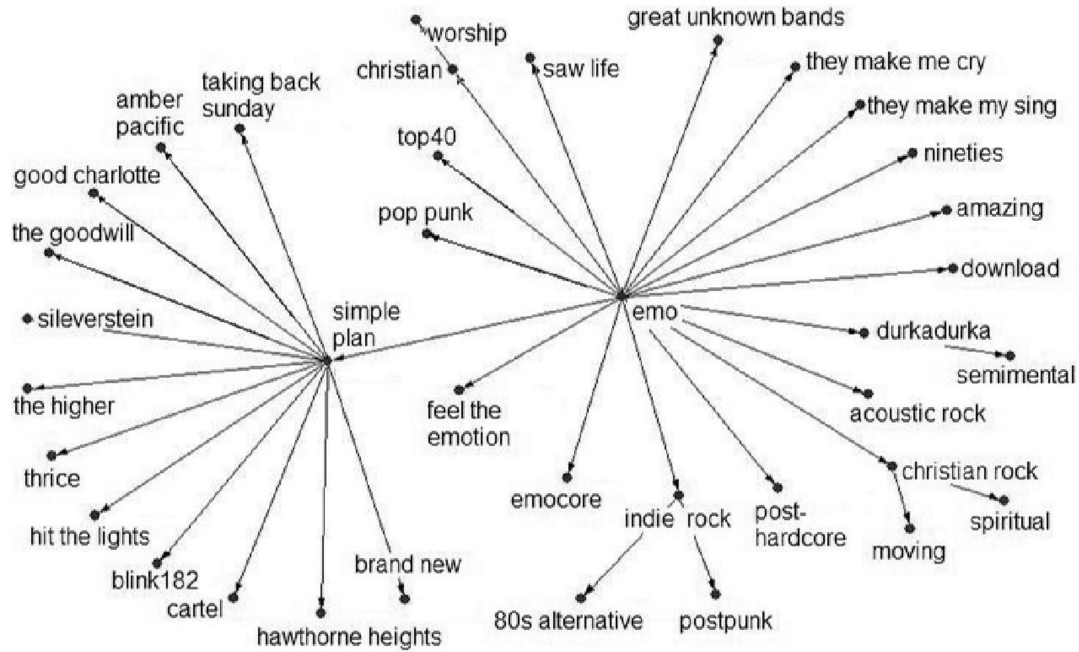 great unknown bands
worship
christian
saw life
they make me cry
taking back
sunday
they make my sing
amber
pacific
top40
nineties
good charlotte
pop punk
amazing
the goodwill
download
simple
plan
emo
sileverstein
durkadurka
semimental
the higher
feel the
emotion
acoustic rock
thrice
christian rock
emocore
indie rock
post-
hardcore
spiritual
hit the lights
moving
brand new
blink182
cartel
80s alternative
postpunk
hawthorne heights